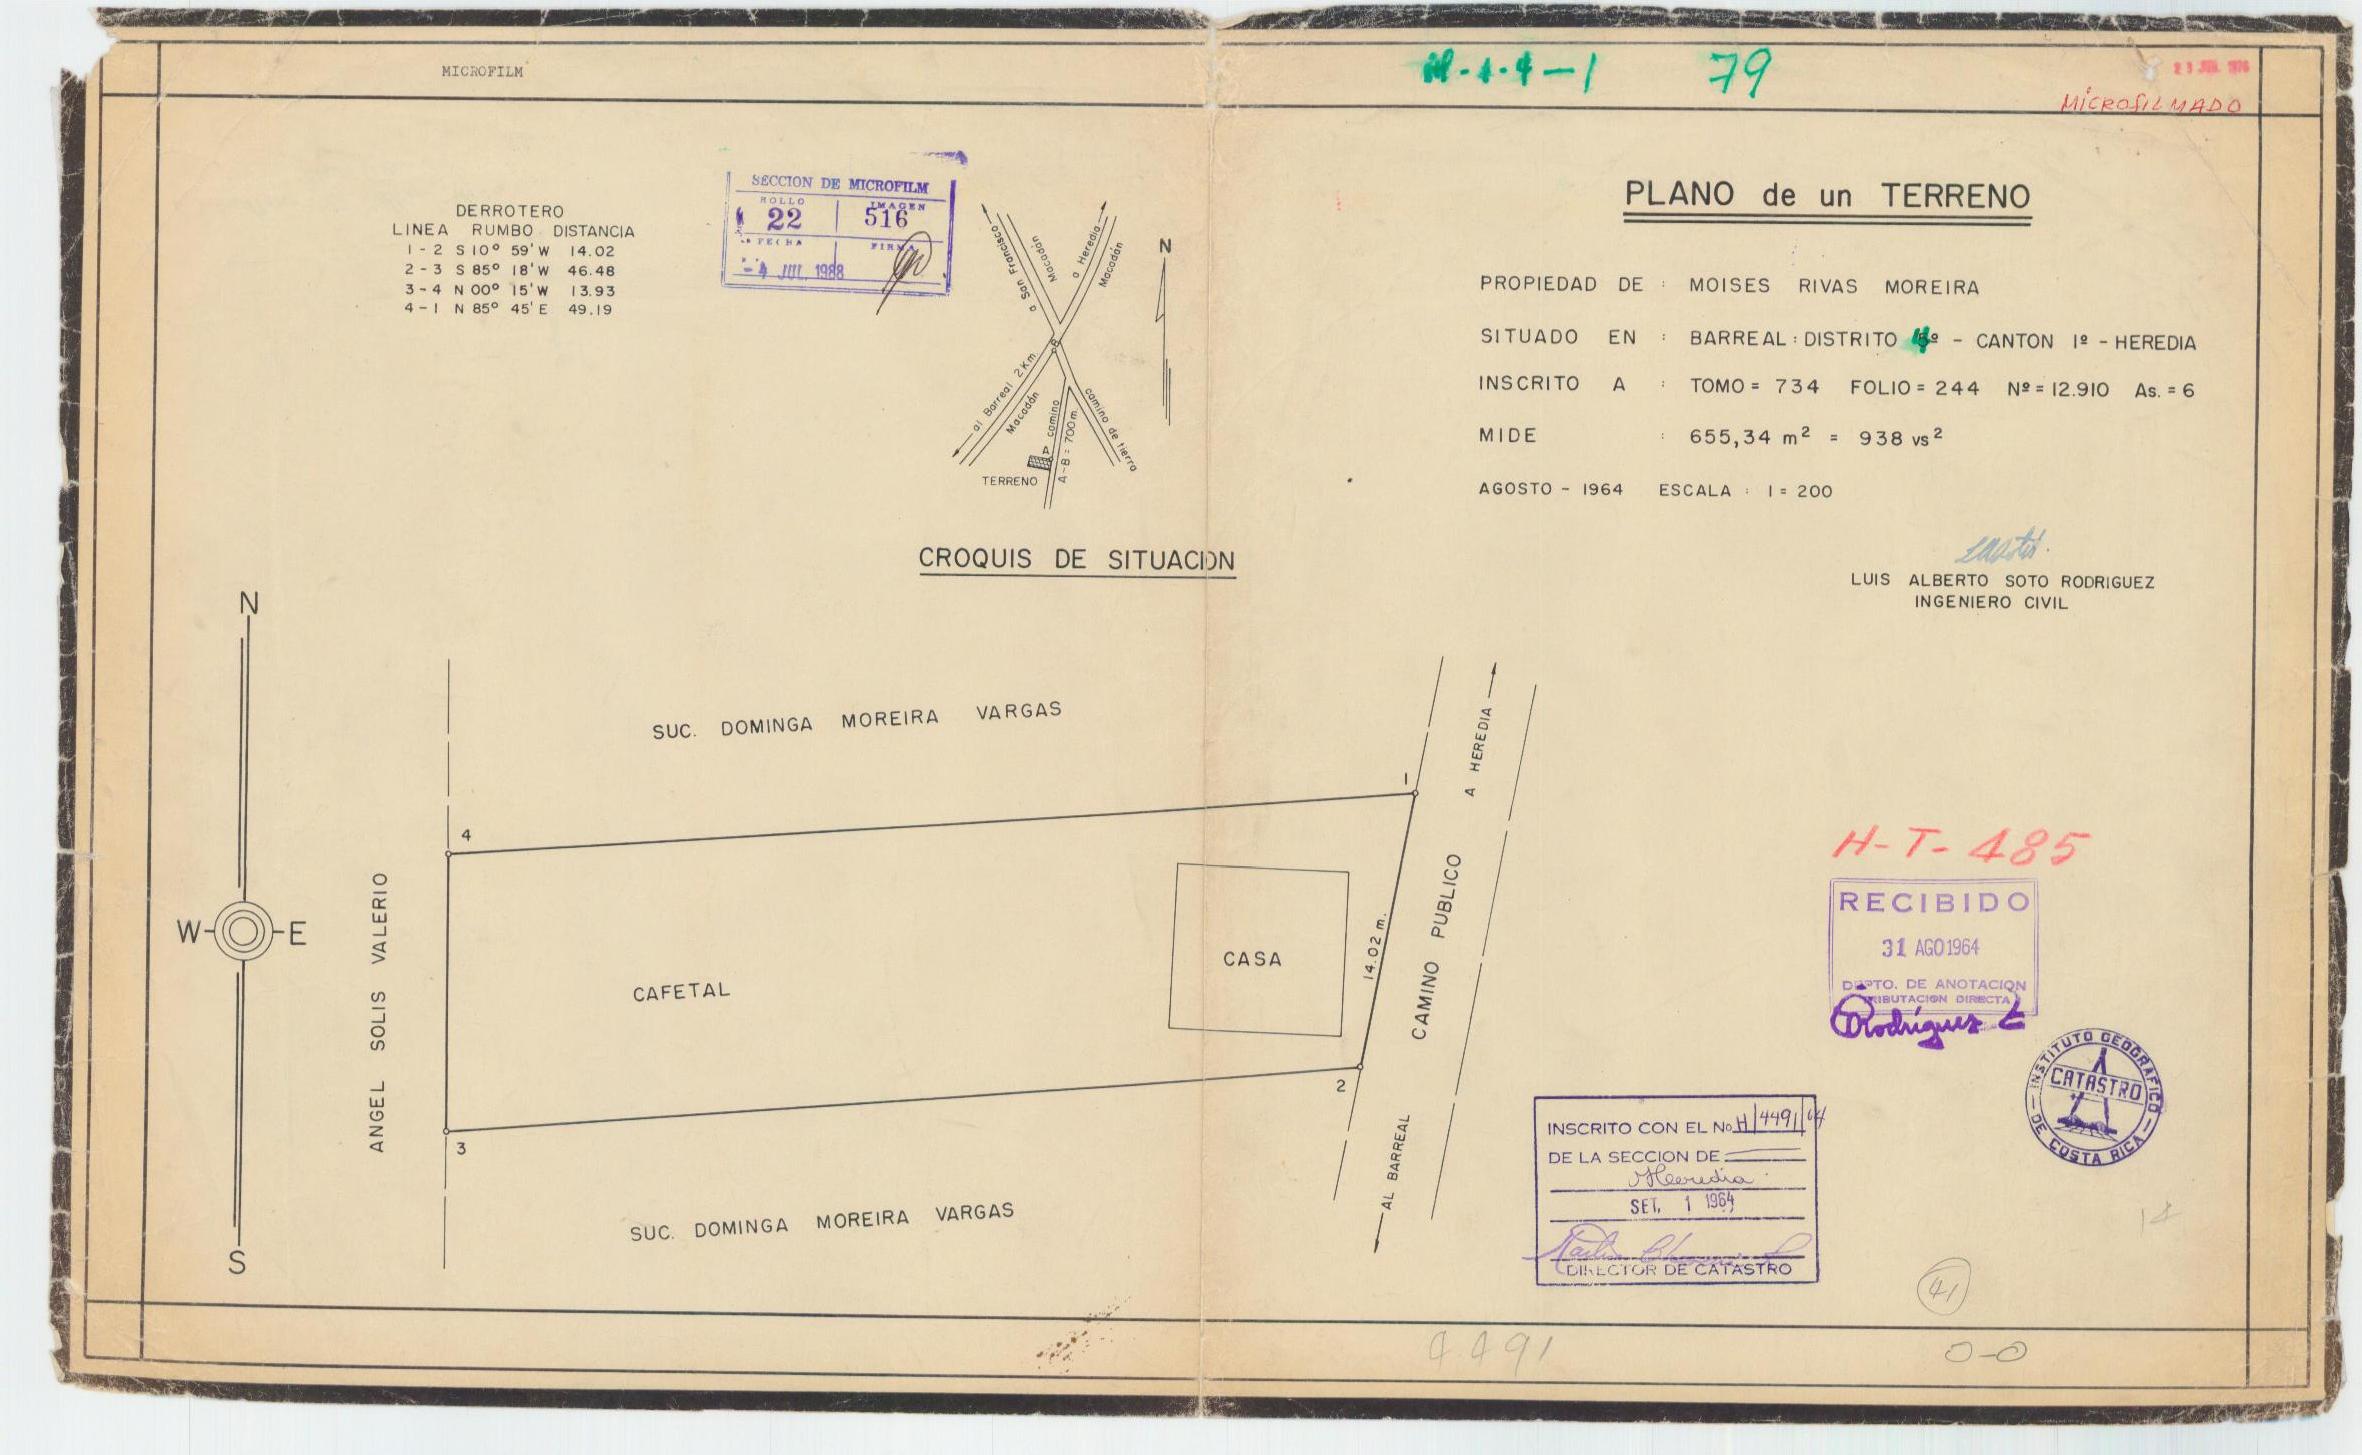 MICROFILM
79
MICROFILMADO
DERROTERO
LINEA RUMBO DISTANCIA
1 - 2 S 10° 59' W 14.02
2 - 3 S 85° 18' W 46.48
3 - 4 N 00° 15' W 13.93
4 - 1 N 85° 45' E 49.19
SECCION DE MICROFILM
ROLLO IMAGEN
22 516
FECHA FIRMA
4 JUL. 1988
a San Francisco
Macadán
a Heredia
Macadán
N
B
al Barreal 2 Km.
Macadán
camino
A-B = 700 m.
camino de tierra
A
TERRENO
CROQUIS DE SITUACION
PLANO de un TERRENO
PROPIEDAD DE : MOISES RIVAS MOREIRA
SITUADO EN : BARREAL : DISTRITO 4º - CANTON 1º - HEREDIA
INSCRITO A : TOMO = 734 FOLIO = 244 Nº = 12.910 As. = 6
MIDE : 655,34 m² = 938 vs²
AGOSTO - 1964 ESCALA : 1 = 200
LUIS ALBERTO SOTO RODRIGUEZ
INGENIERO CIVIL
N
W E
S
SUC. DOMINGA MOREIRA VARGAS
1
4
A HEREDIA
ANGEL SOLIS VALERIO
CAFETAL
CASA
14.02 m.
CAMINO PUBLICO
2
3
AL BARREAL
SUC. DOMINGA MOREIRA VARGAS
H-T-485
RECIBIDO
31 AGO 1964
DEPTO. DE ANOTACION
TRIBUTACION DIRECTA
Rodríguez
INSTITUTO GEOGRAFICO
CATASTRO
DE COSTA RICA
INSCRITO CON EL No. H/4491/64
DE LA SECCION DE
Heredia
SET. 1 1964
DIRECTOR DE CATASTRO
41
4491
0-0